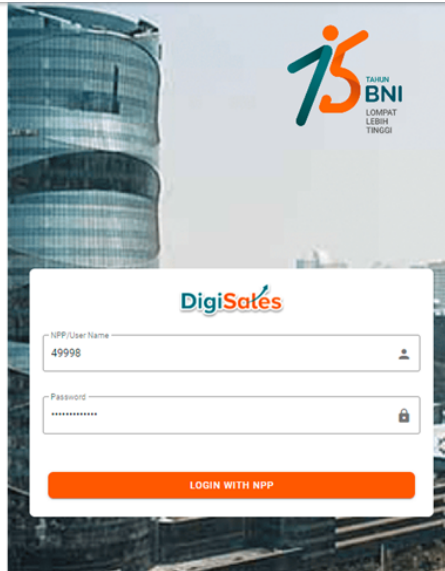 75
TAHUN
BNI
LOMPAT
LEBIH
TINGGI
DigiSales
NPP/User Name
49998
Password
•••••••••••••
LOGIN WITH NPP